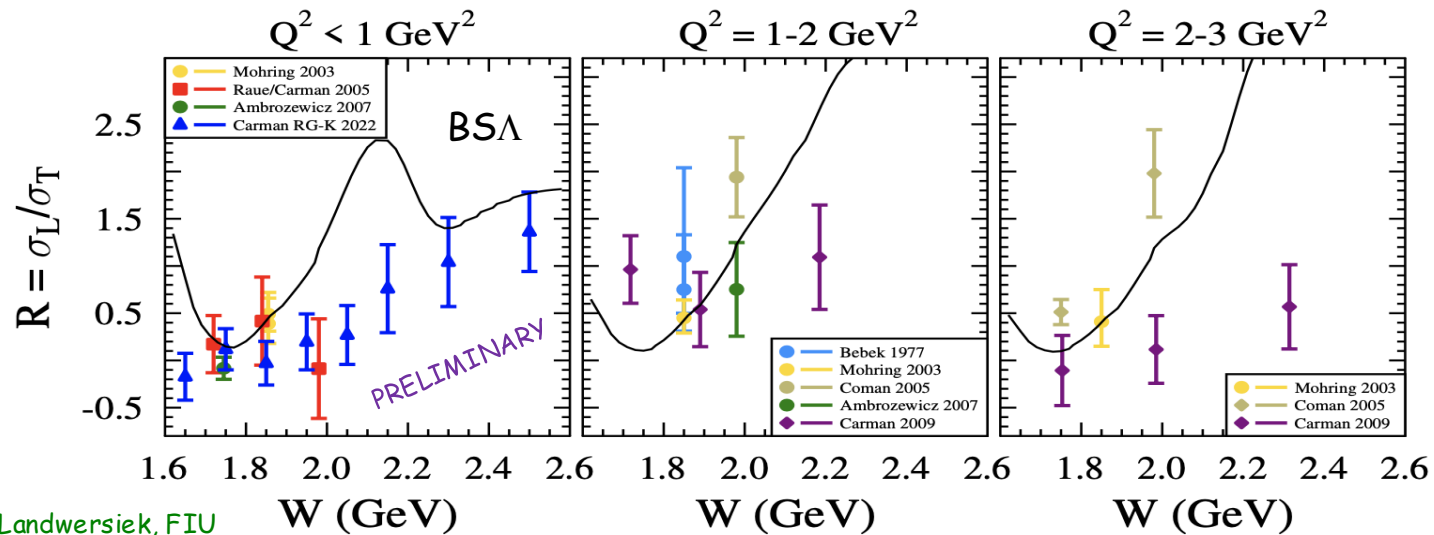 Q² < 1 GeV²
Q² = 1-2 GeV²
Q² = 2-3 GeV²
R = σL/σT
2.5
1.5
0.5
-0.5
Mohring 2003
Raue/Carman 2005
Ambrozewicz 2007
Carman RG-K 2022
BSΛ
PRELIMINARY
Bebek 1977
Mohring 2003
Coman 2005
Ambrozewicz 2007
Carman 2009
Mohring 2003
Coman 2005
Carman 2009
1.6 1.8 2.0 2.2 2.4 2.6
1.8 2.0 2.2 2.4 2.6
1.8 2.0 2.2 2.4 2.6
W (GeV)
W (GeV)
W (GeV)
Landwersiek, FIU